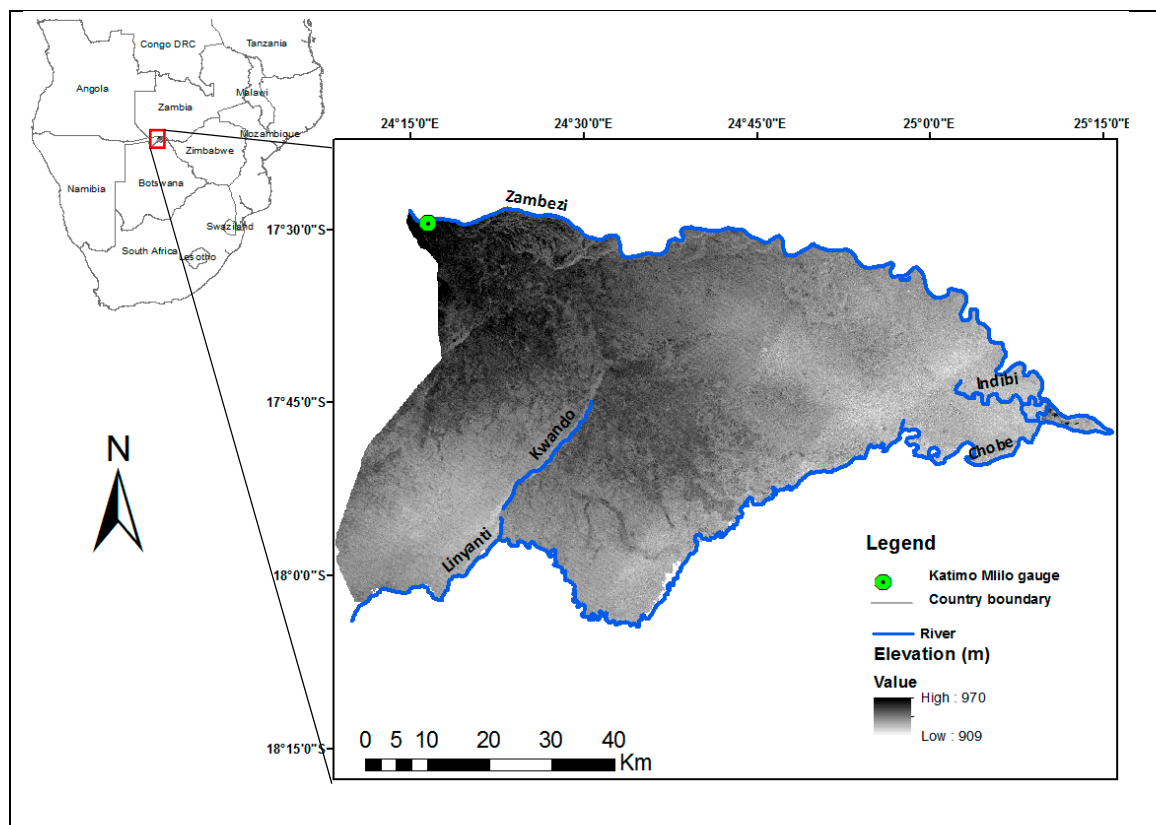 Congo DRC
Tanzania
Angola
Malawi
Zambia
Mozambique
Zimbabwe
Botswana
Namibia
Swaziland
South Africa
Lesotho
24°15'0"E
24°30'0"E
24°45'0"E
25°0'0"E
25°15'0"E
17°30'0"S
17°45'0"S
18°0'0"S
18°15'0"S
Zambezi
Indibi
Chobe
Kwando
Linyanti
N
Legend
Katimo Mlilo gauge
Country boundary
River
Elevation (m)
Value
High : 970
Low : 909
0 5 10 20 30 40
Km